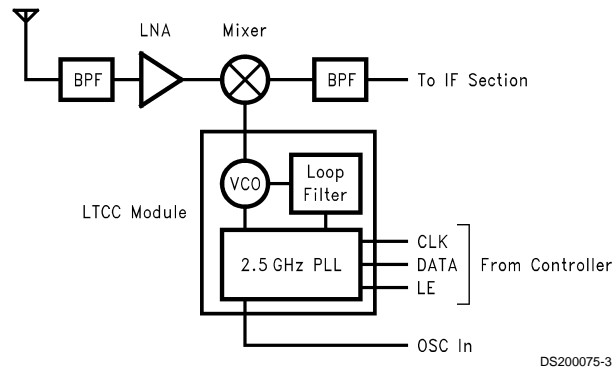 LNA
Mixer
BPF
BPF
To IF Section
VCO
Loop
Filter
LTCC Module
2.5 GHz PLL
CLK
DATA
LE
From Controller
OSC In
DS200075-3